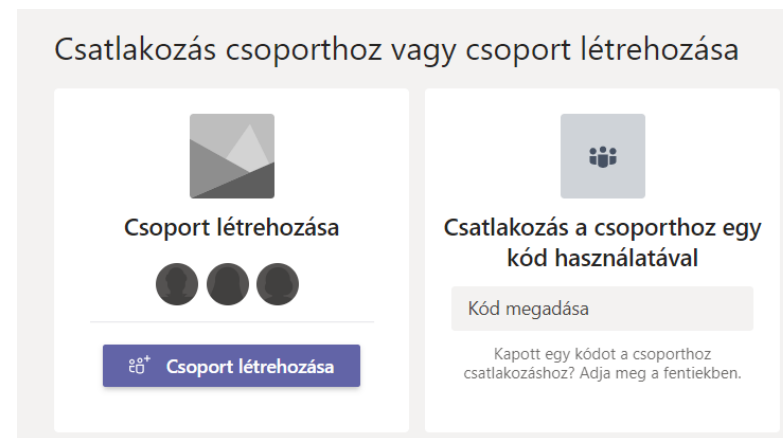 Csatlakozás csoporthoz vagy csoport létrehozása
Csoport létrehozása
Csoport létrehozása
Csatlakozás a csoporthoz egy
kód használatával
Kód megadása
Kapott egy kódot a csoporthoz
csatlakozáshoz? Adja meg a fentiekben.